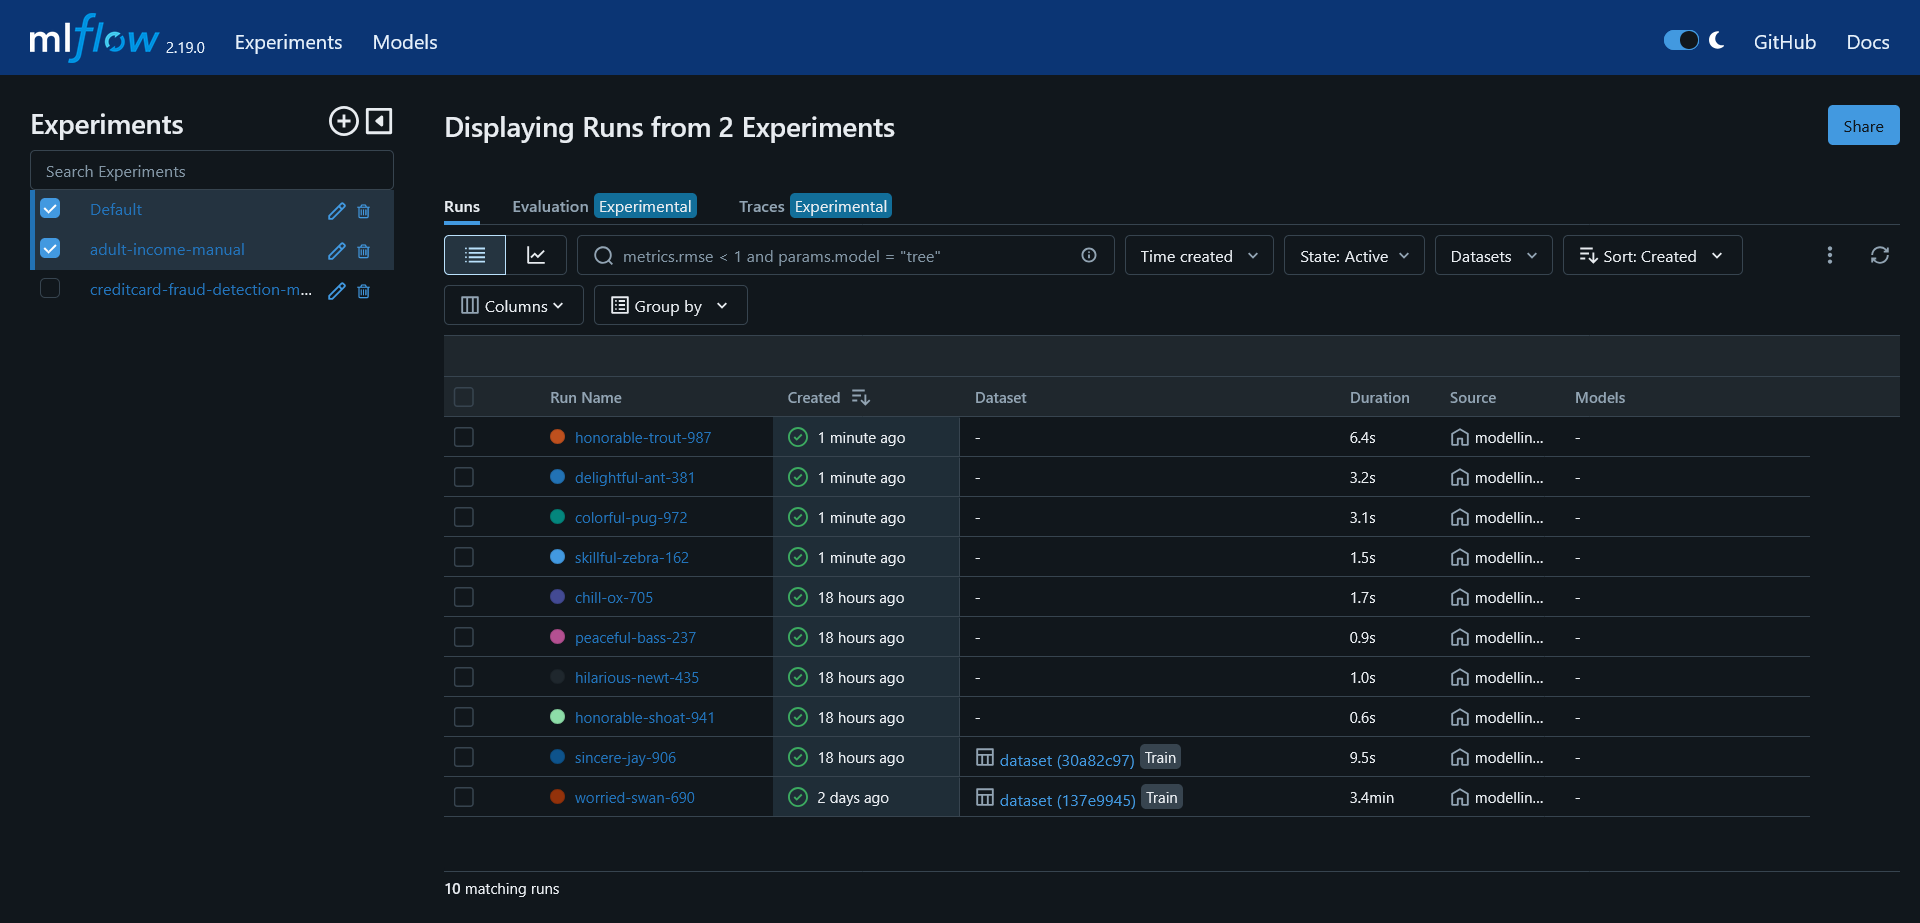 mlflow 2.19.0 Experiments Models GitHub Docs
Experiments
Search Experiments
Default
adult-income-manual
creditcard-fraud-detection-m...
Displaying Runs from 2 Experiments
Share
Runs Evaluation Experimental Traces Experimental
metrics.rmse < 1 and params.model = "tree" Time created State: Active Datasets Sort: Created
Columns Group by
Run Name Created Dataset Duration Source Models
honorable-trout-987 1 minute ago - 6.4s modellin... -
delightful-ant-381 1 minute ago - 3.2s modellin... -
colorful-pug-972 1 minute ago - 3.1s modellin... -
skillful-zebra-162 1 minute ago - 1.5s modellin... -
chill-ox-705 18 hours ago - 1.7s modellin... -
peaceful-bass-237 18 hours ago - 0.9s modellin... -
hilarious-newt-435 18 hours ago - 1.0s modellin... -
honorable-shoat-941 18 hours ago - 0.6s modellin... -
sincere-jay-906 18 hours ago dataset (30a82c97) Train 9.5s modellin... -
worried-swan-690 2 days ago dataset (137e9945) Train 3.4min modellin... -
10 matching runs